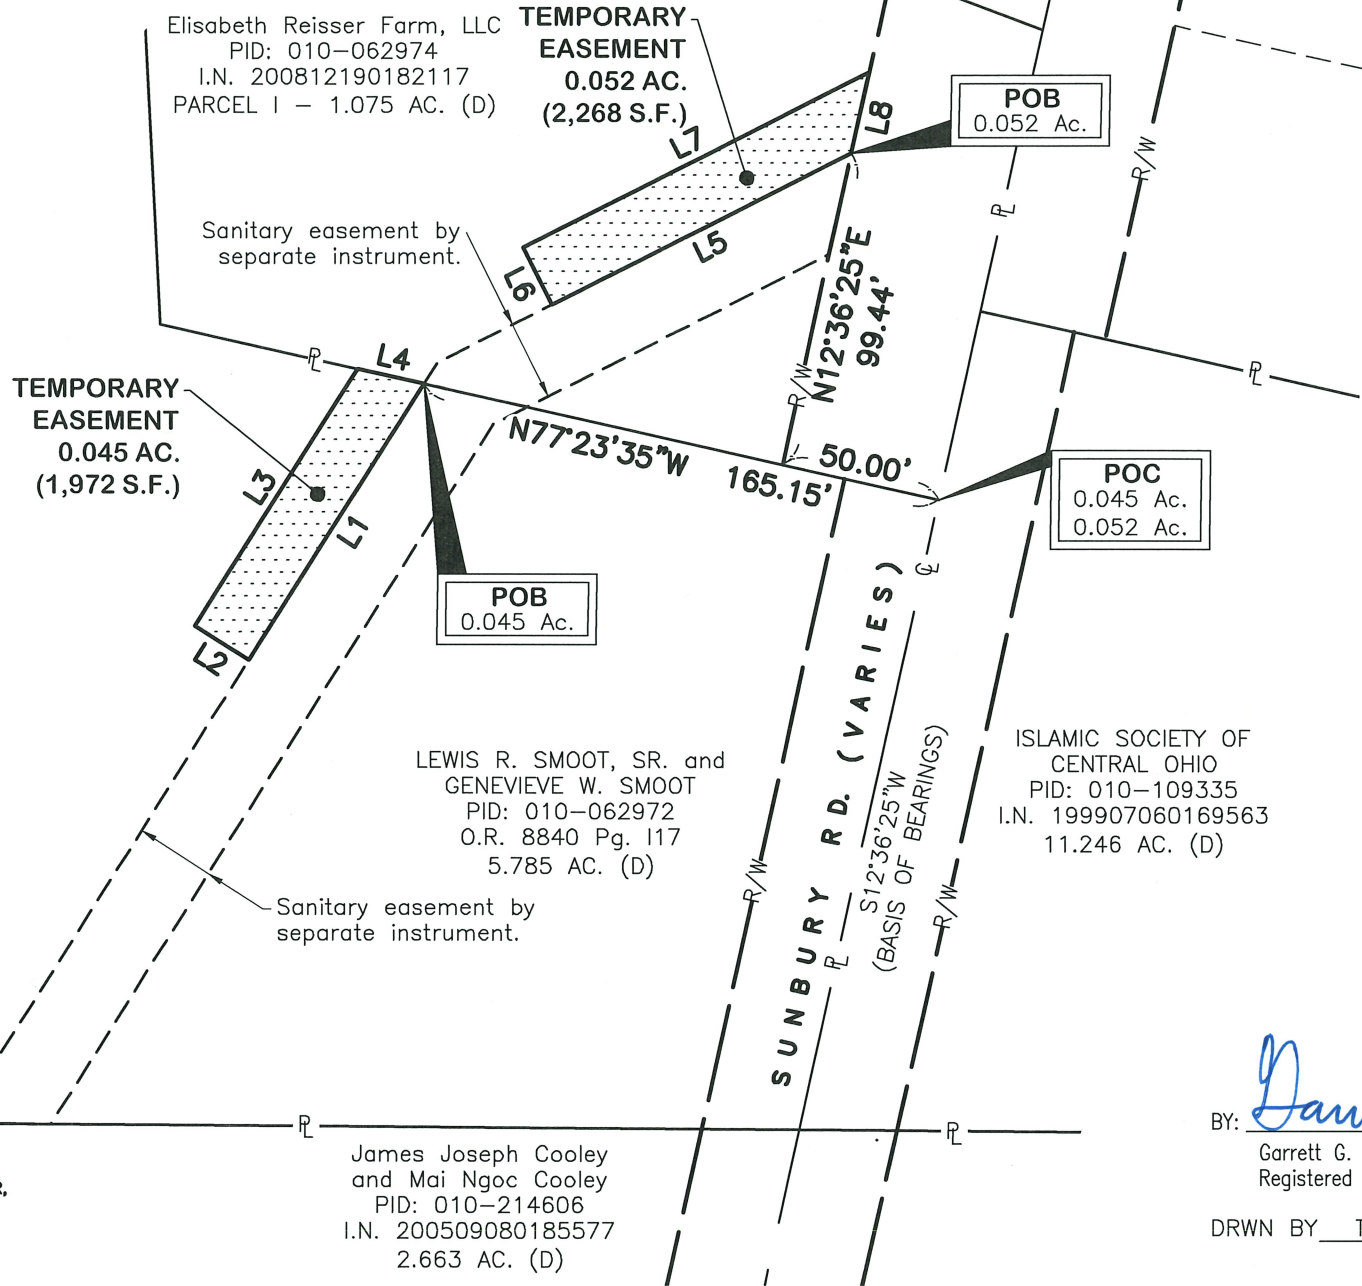 Elisabeth Reisser Farm, LLC
PID: 010-062974
I.N. 200812190182117
PARCEL I - 1.075 AC. (D)
TEMPORARY
EASEMENT
0.052 AC.
(2,268 S.F.)
POB
0.052 Ac.
L7
L8
L5
L6
R/W
PL
Sanitary easement by
separate instrument.
N12°36'25"E
99.44'
R/W
PL
L4
PL
TEMPORARY
EASEMENT
0.045 AC.
(1,972 S.F.)
L3
L1
L2
N77°23'35"W
165.15'
50.00'
POC
0.045 Ac.
0.052 Ac.
POB
0.045 Ac.
CL
SUNBURY RD. (VARIES)
S12°36'25"W
(BASIS OF BEARINGS)
R/W
R/W
PL
LEWIS R. SMOOT, SR. and
GENEVIEVE W. SMOOT
PID: 010-062972
O.R. 8840 Pg. I17
5.785 AC. (D)
ISLAMIC SOCIETY OF
CENTRAL OHIO
PID: 010-109335
I.N. 199907060169563
11.246 AC. (D)
Sanitary easement by
separate instrument.
PL
PL
James Joseph Cooley
and Mai Ngoc Cooley
PID: 010-214606
I.N. 200509080185577
2.663 AC. (D)
BY:
Garrett G.
Registered
DRWN BY